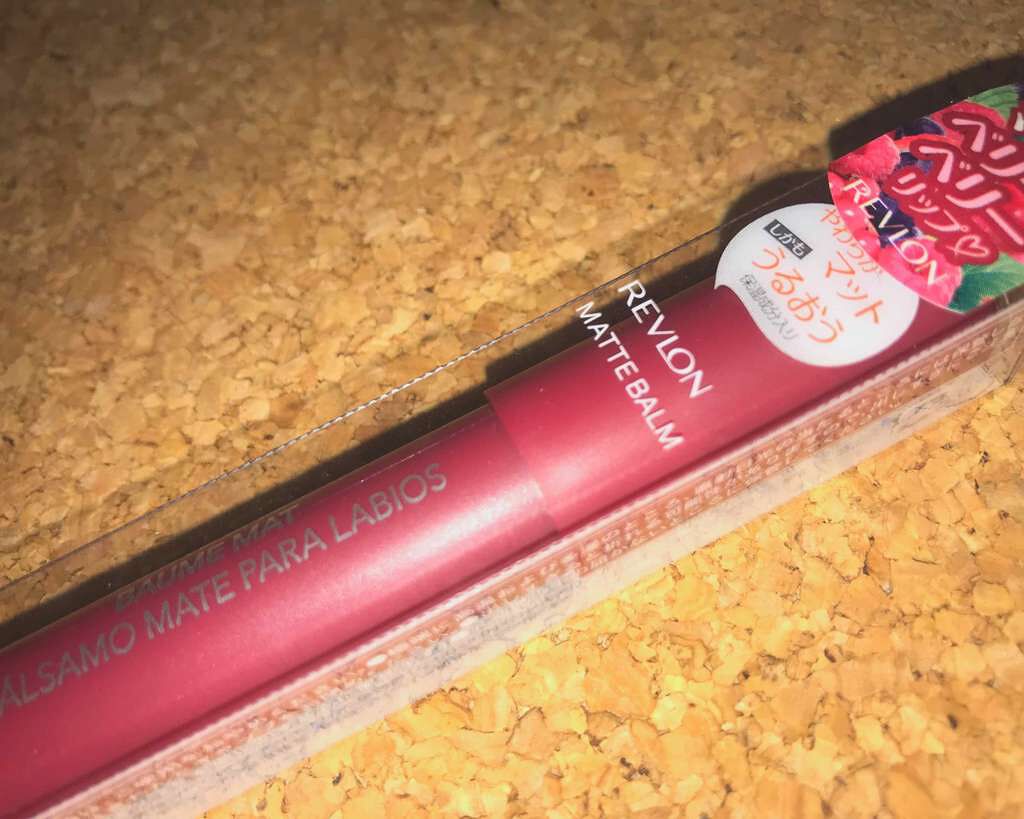 ベリー
ベリー
リップ♡
REVLON
やわらか
マット
しかも
うるおう
保湿成分入り
REVLON
MATTE BALM
BAUME MAT
ALSAMO MATE PARA LABIOS